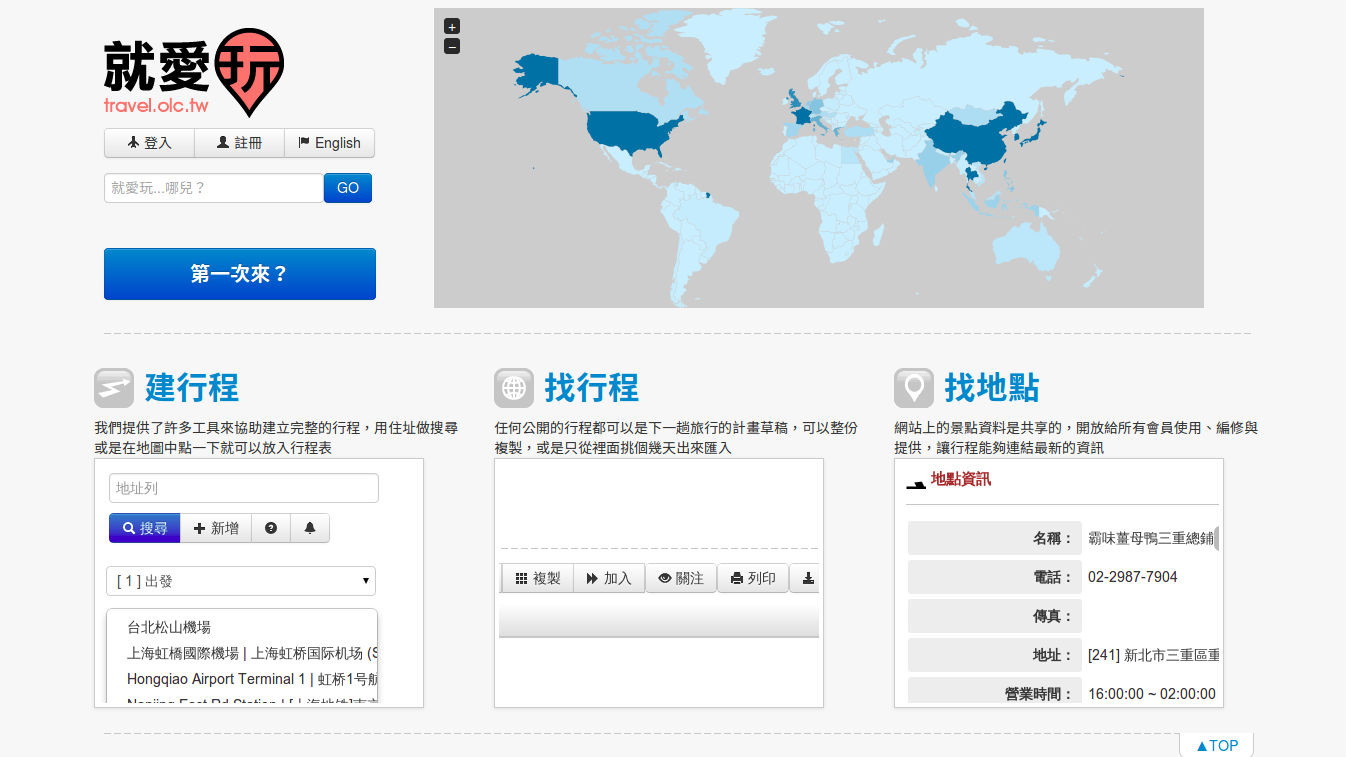 就愛玩
travel.olc.tw
登入 註冊 English
就愛玩...哪兒？ GO
第一次來？
+
−
建行程
我們提供了許多工具來協助建立完整的行程，用住址做搜尋
或是在地圖中點一下就可以放入行程表
地址列
搜尋 新增
[ 1 ] 出發
台北松山機場
上海虹橋國際機場 | 上海虹桥国际机场 (S
Hongqiao Airport Terminal 1 | 虹桥1号航
Nanjing East Rd Station | [上海地铁]南京
找行程
任何公開的行程都可以是下一趟旅行的計畫草稿，可以整份
複製，或是只從裡面挑個幾天出來匯入
複製 加入 關注 列印
找地點
網站上的景點資料是共享的，開放給所有會員使用、編修與
提供，讓行程能夠連結最新的資訊
地點資訊
名稱： 霸味薑母鴨三重總鋪
電話： 02-2987-7904
傳真：
地址： [241] 新北市三重區重
營業時間： 16:00:00 ~ 02:00:00
▲TOP